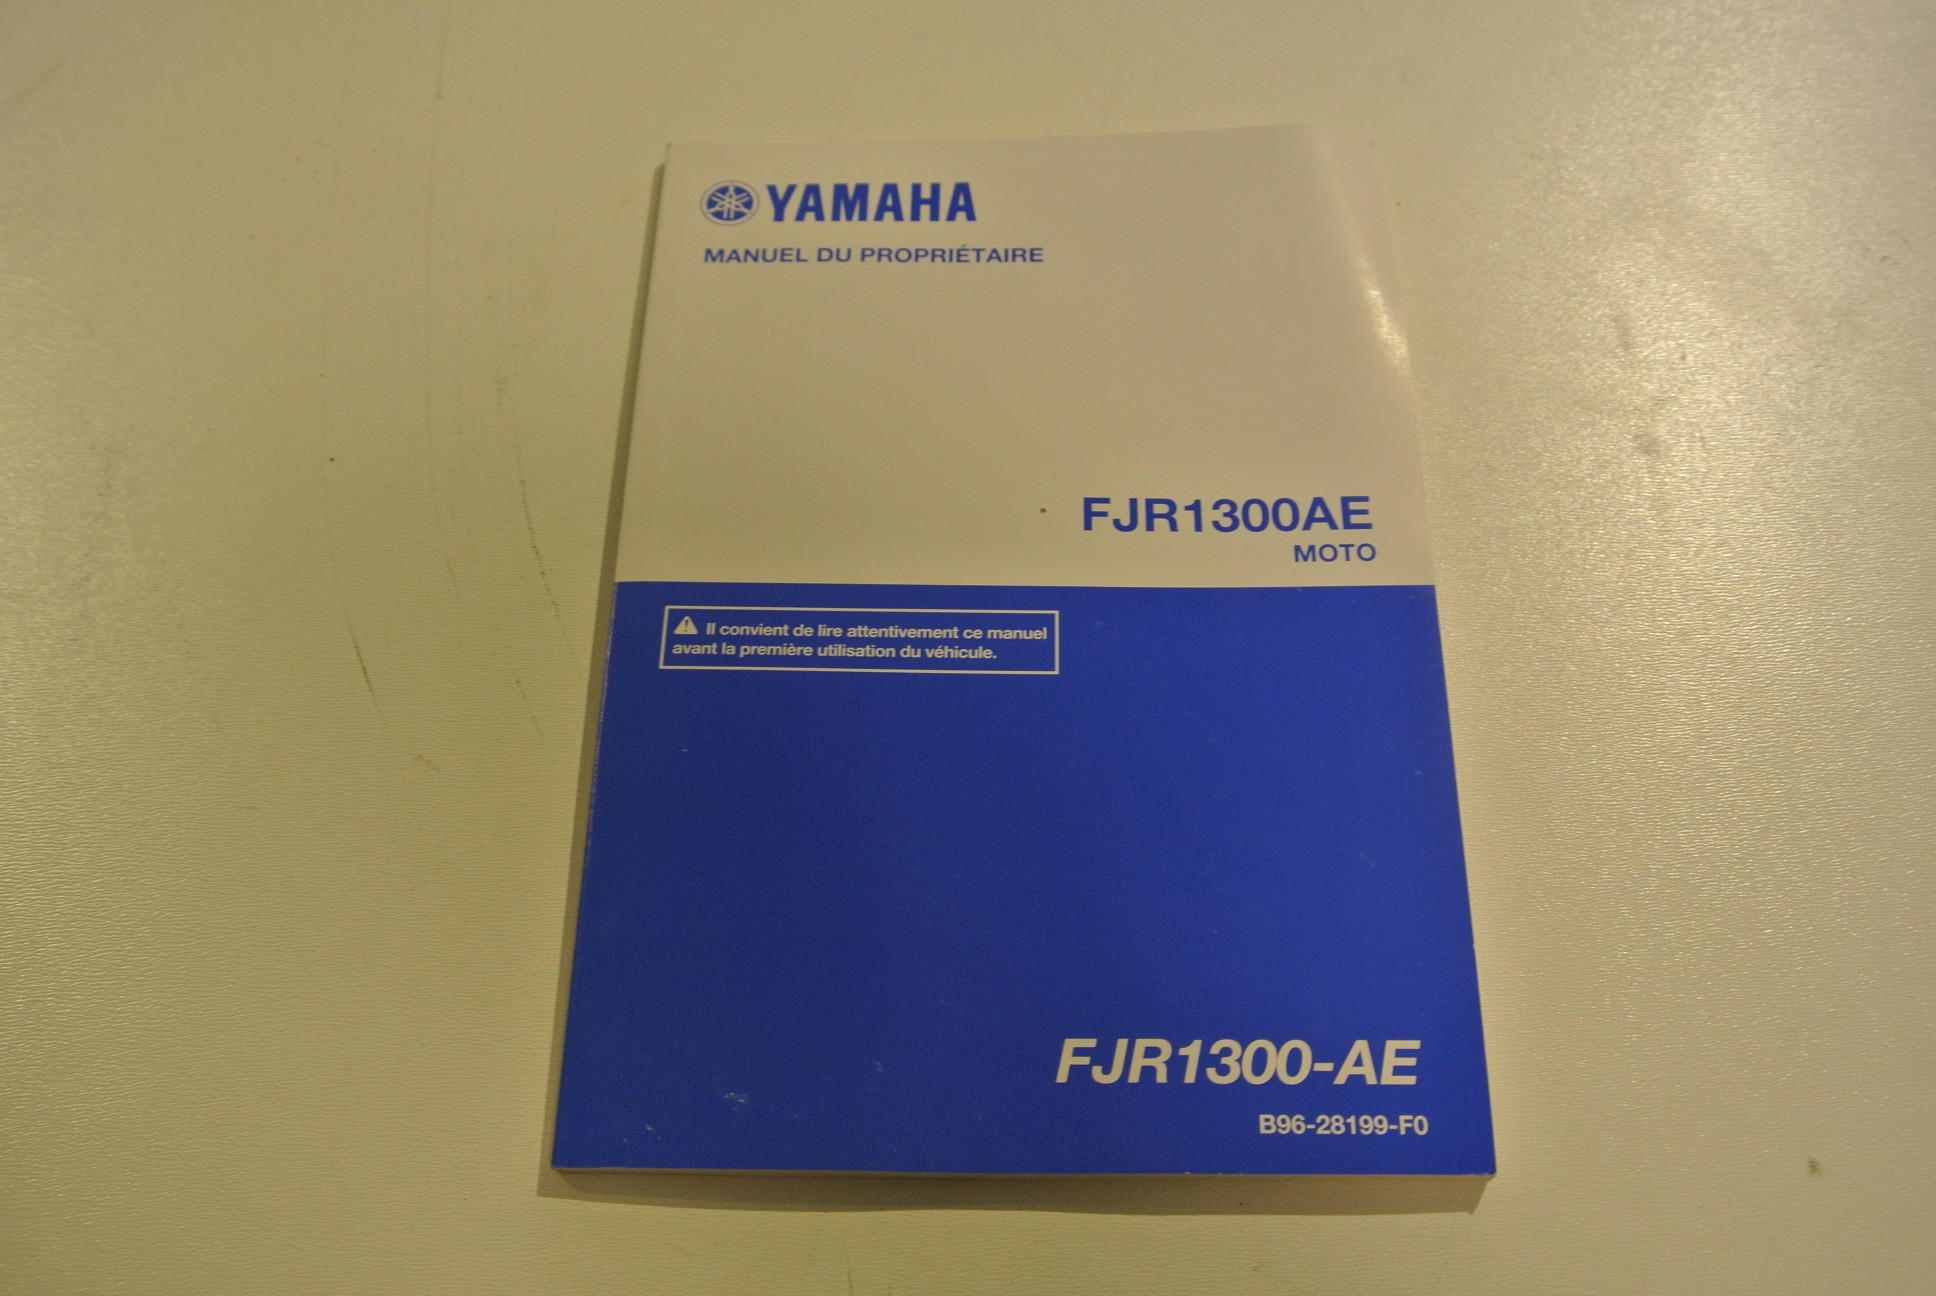 YAMAHA
MANUEL DU PROPRIÉTAIRE
FJR1300AE
MOTO
Il convient de lire attentivement ce manuel
avant la première utilisation du véhicule.
FJR1300-AE
B96-28199-F0